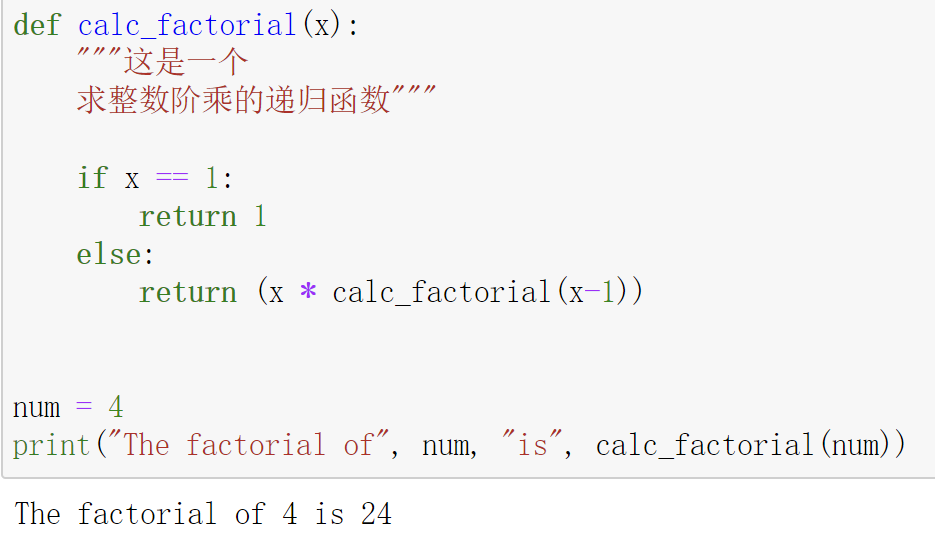 def calc_factorial(x):
    """这是一个
    求整数阶乘的递归函数"""
    if x == 1:
        return 1
    else:
        return (x * calc_factorial(x-1))
num = 4
print("The factorial of", num, "is", calc_factorial(num))
The factorial of 4 is 24